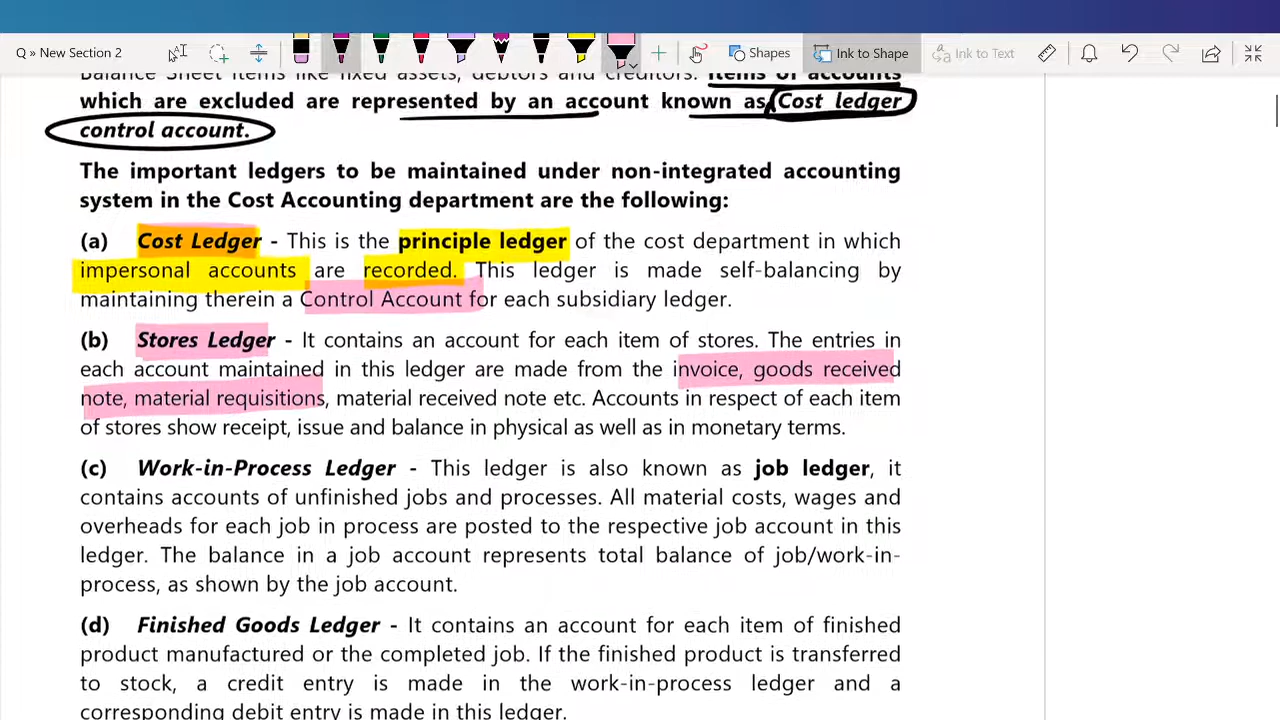 Q » New Section 2
Shapes
Ink to Shape
Ink to Text
Balance Sheet items like fixed assets, debtors and creditors. Items of accounts
which are excluded are represented by an account known as Cost ledger
control account.
The important ledgers to be maintained under non-integrated accounting
system in the Cost Accounting department are the following:
(a) Cost Ledger - This is the principle ledger of the cost department in which
impersonal accounts are recorded. This ledger is made self-balancing by
maintaining therein a Control Account for each subsidiary ledger.
(b) Stores Ledger - It contains an account for each item of stores. The entries in
each account maintained in this ledger are made from the invoice, goods received
note, material requisitions, material received note etc. Accounts in respect of each item
of stores show receipt, issue and balance in physical as well as in monetary terms.
(c) Work-in-Process Ledger - This ledger is also known as job ledger, it
contains accounts of unfinished jobs and processes. All material costs, wages and
overheads for each job in process are posted to the respective job account in this
ledger. The balance in a job account represents total balance of job/work-in-
process, as shown by the job account.
(d) Finished Goods Ledger - It contains an account for each item of finished
product manufactured or the completed job. If the finished product is transferred
to stock, a credit entry is made in the work-in-process ledger and a
corresponding debit entry is made in this ledger.